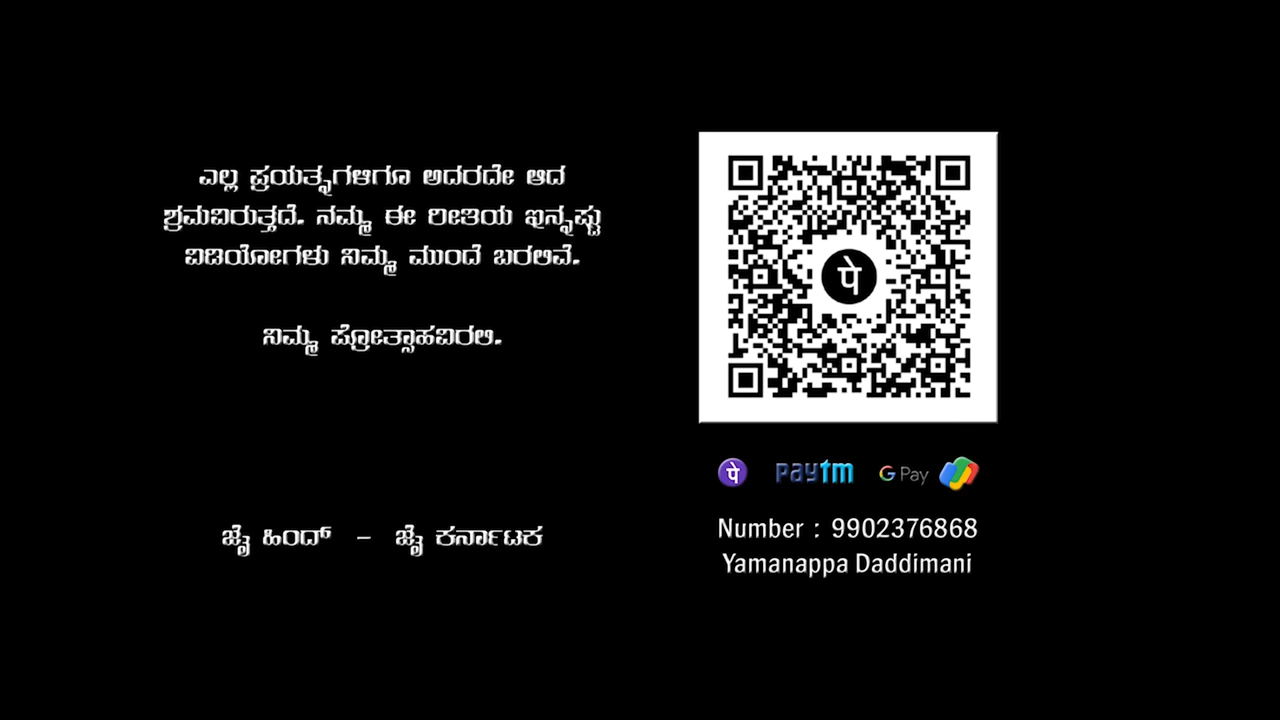 ಎಲ್ಲ ಪ್ರಯತ್ನಗಳಿಗೂ ಅದರದೇ ಆದ
ಶ್ರಮವಿರುತ್ತದೆ. ನಮ್ಮ ಈ ರೀತಿಯ ಇನ್ನಷ್ಟು
ವಿಡಿಯೋಗಳು ನಿಮ್ಮ ಮುಂದೆ ಬರಲಿವೆ.
ನಿಮ್ಮ ಪ್ರೋತ್ಸಾಹವಿರಲಿ.
ಜೈ ಹಿಂದ್ - ಜೈ ಕರ್ನಾಟಕ
पे
पे paytm G Pay
Number : 9902376868
Yamanappa Daddimani